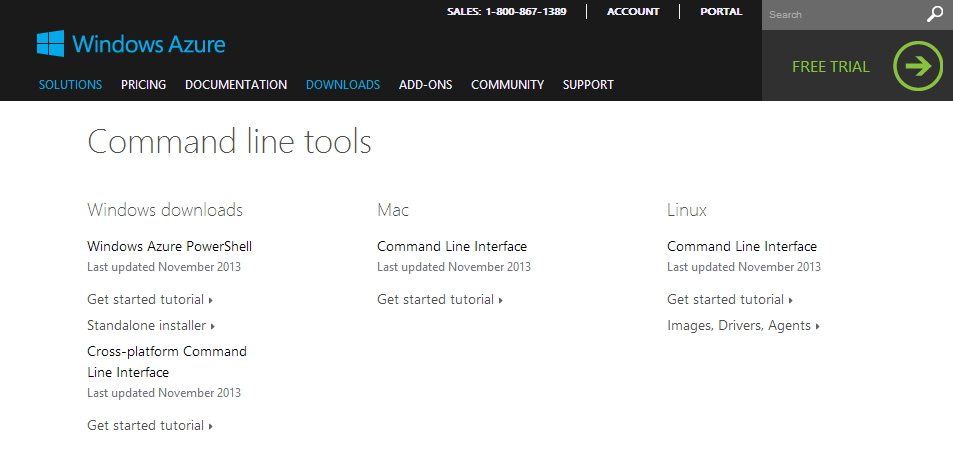 SALES: 1-800-867-1389 ACCOUNT PORTAL Search
Windows Azure
FREE TRIAL
SOLUTIONS PRICING DOCUMENTATION DOWNLOADS ADD-ONS COMMUNITY SUPPORT
Command line tools
Windows downloads
Windows Azure PowerShell
Last updated November 2013
Get started tutorial
Standalone installer
Cross-platform Command
Line Interface
Last updated November 2013
Get started tutorial
Mac
Command Line Interface
Last updated November 2013
Get started tutorial
Linux
Command Line Interface
Last updated November 2013
Get started tutorial
Images, Drivers, Agents